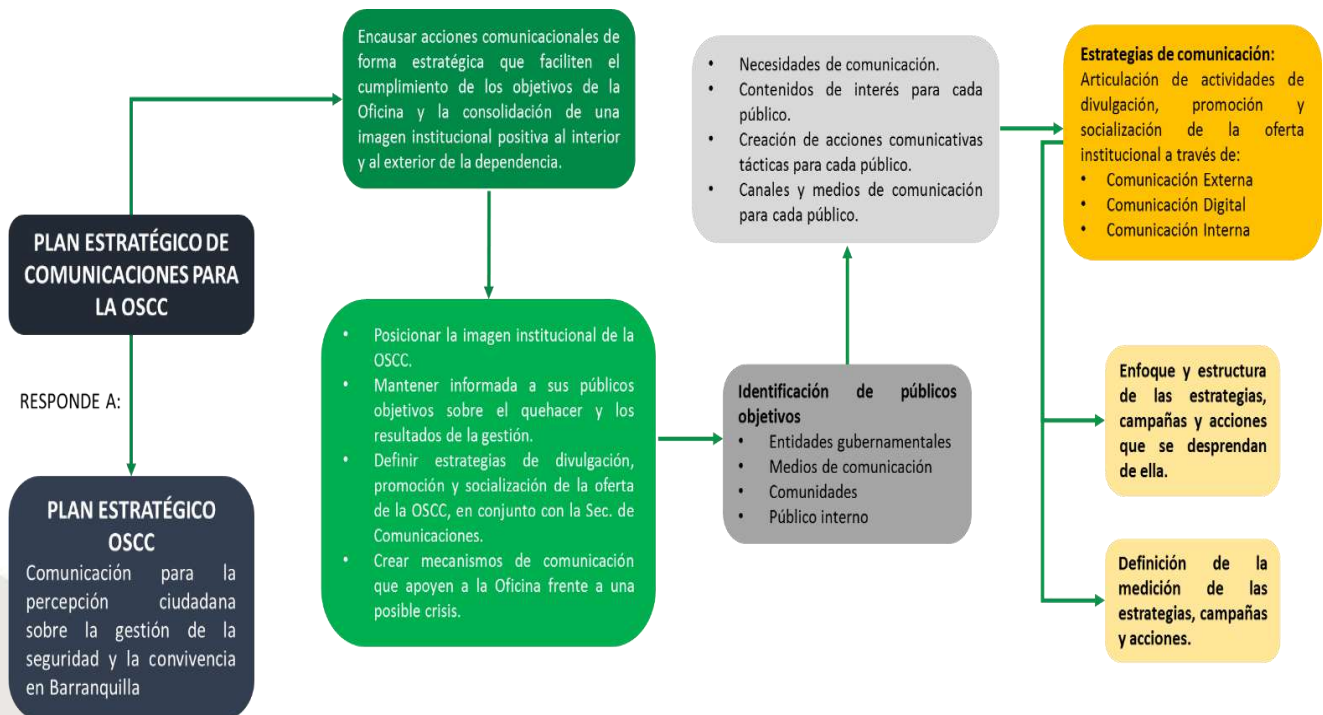 PLAN ESTRATÉGICO DE
COMUNICACIONES PARA
LA OSCC
RESPONDE A:
PLAN ESTRATÉGICO
OSCC
Comunicación para la
percepción ciudadana
sobre la gestión de la
seguridad y la convivencia
en Barranquilla
Encausar acciones comunicacionales de
forma estratégica que faciliten el
cumplimiento de los objetivos de la
Oficina y la consolidación de una
imagen institucional positiva al interior
y al exterior de la dependencia.
• Posicionar la imagen institucional de la
OSCC.
• Mantener informada a sus públicos
objetivos sobre el quehacer y los
resultados de la gestión.
• Definir estrategias de divulgación,
promoción y socialización de la oferta
de la OSCC, en conjunto con la Sec. de
Comunicaciones.
• Crear mecanismos de comunicación
que apoyen a la Oficina frente a una
posible crisis.
Identificación de públicos
objetivos
• Entidades gubernamentales
• Medios de comunicación
• Comunidades
• Público interno
• Necesidades de comunicación.
• Contenidos de interés para cada
público.
• Creación de acciones comunicativas
tácticas para cada público.
• Canales y medios de comunicación
para cada público.
Estrategias de comunicación:
Articulación de actividades de
divulgación, promoción y
socialización de la oferta
institucional a través de:
• Comunicación Externa
• Comunicación Digital
• Comunicación Interna
Enfoque y estructura
de las estrategias,
campañas y acciones
que se desprendan
de ella.
Definición de la
medición de las
estrategias, campañas
y acciones.